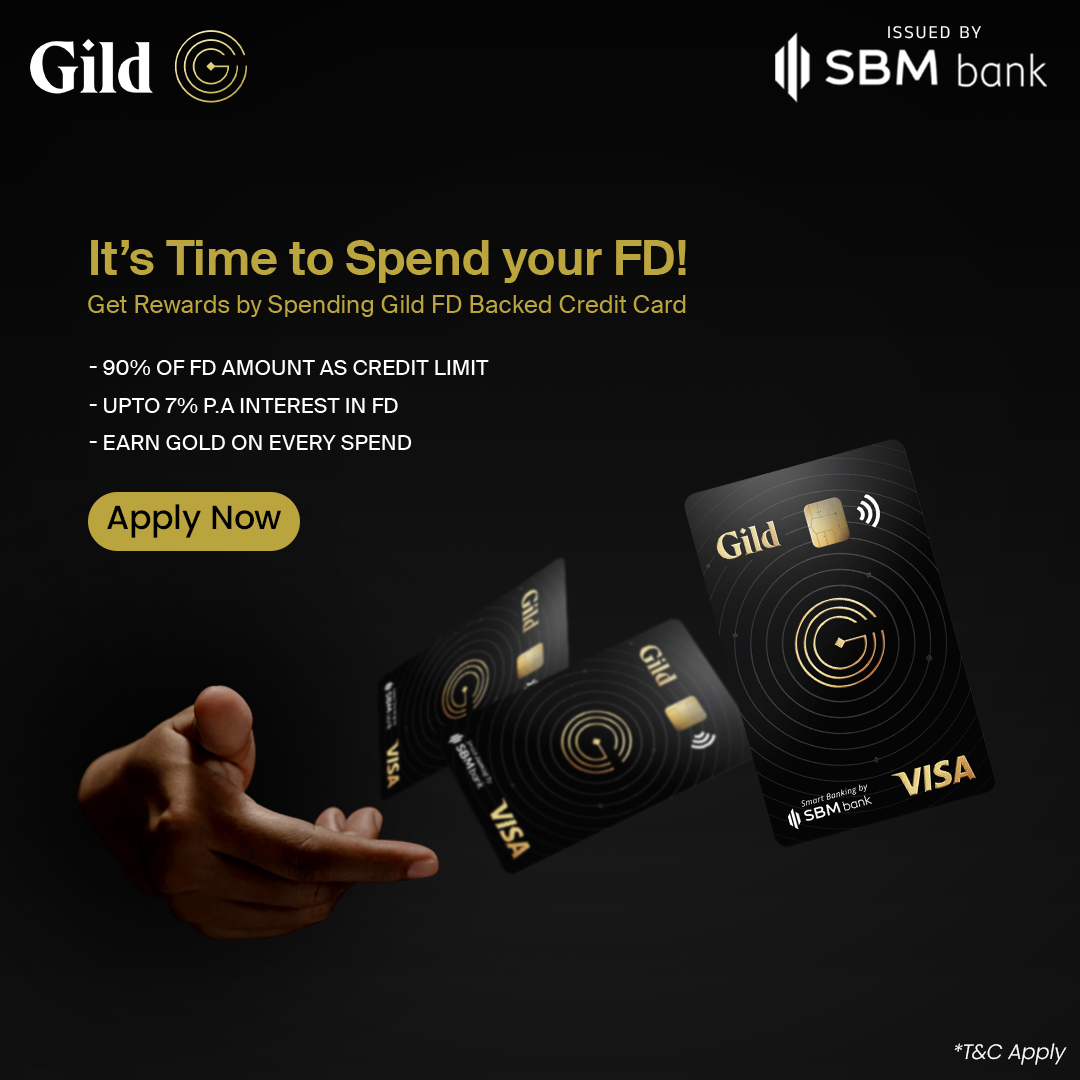 Gild
ISSUED BY
SBM bank
It's Time to Spend your FD!
Get Rewards by Spending Gild FD Backed Credit Card
- 90% OF FD AMOUNT AS CREDIT LIMIT
- UPTO 7% P.A INTEREST IN FD
- EARN GOLD ON EVERY SPEND
Apply Now
Gild
Smart Banking by
SBM bank
VISA
Gild
SBM bank
VISA
Gild
VISA
*T&C Apply